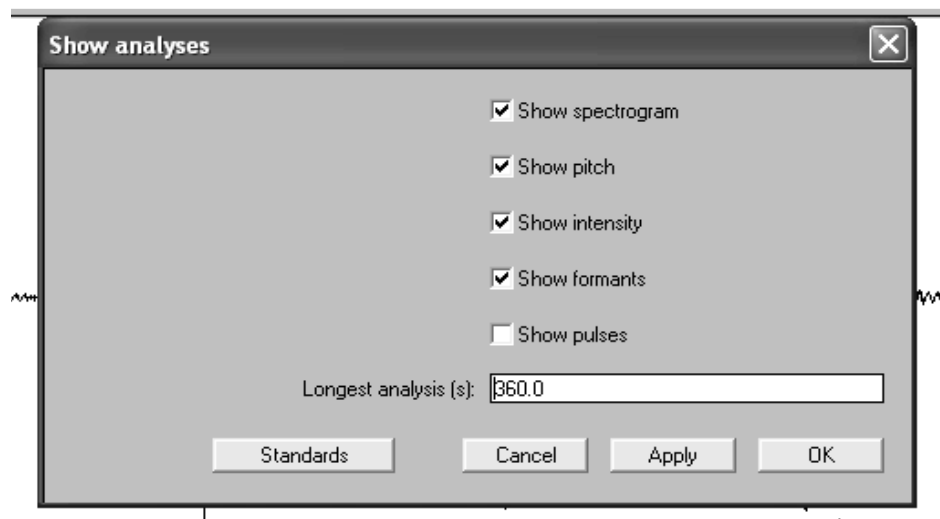 Show analyses
Show spectrogram
Show pitch
Show intensity
Show formants
Show pulses
Longest analysis (s): 360.0
Standards Cancel Apply OK